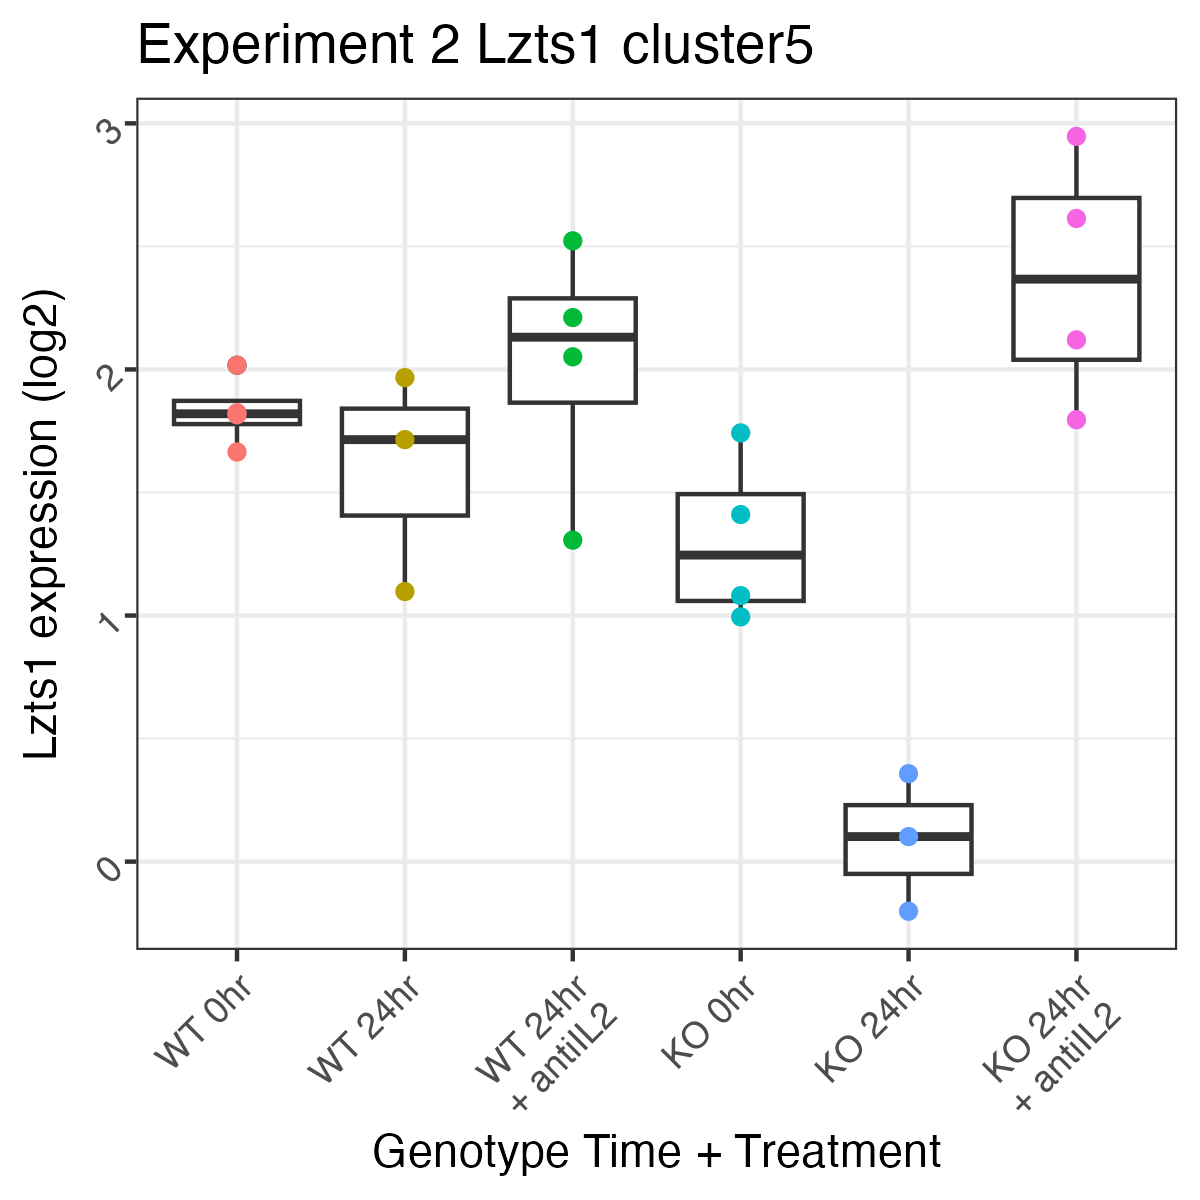 Experiment 2 Lzts1 cluster5
Lzts1 expression (log2)
3
2
1
0
WT 0hr
WT 24hr
WT 24hr
+ antiIL2
KO 0hr
KO 24hr
KO 24hr
+ antiIL2
Genotype Time + Treatment